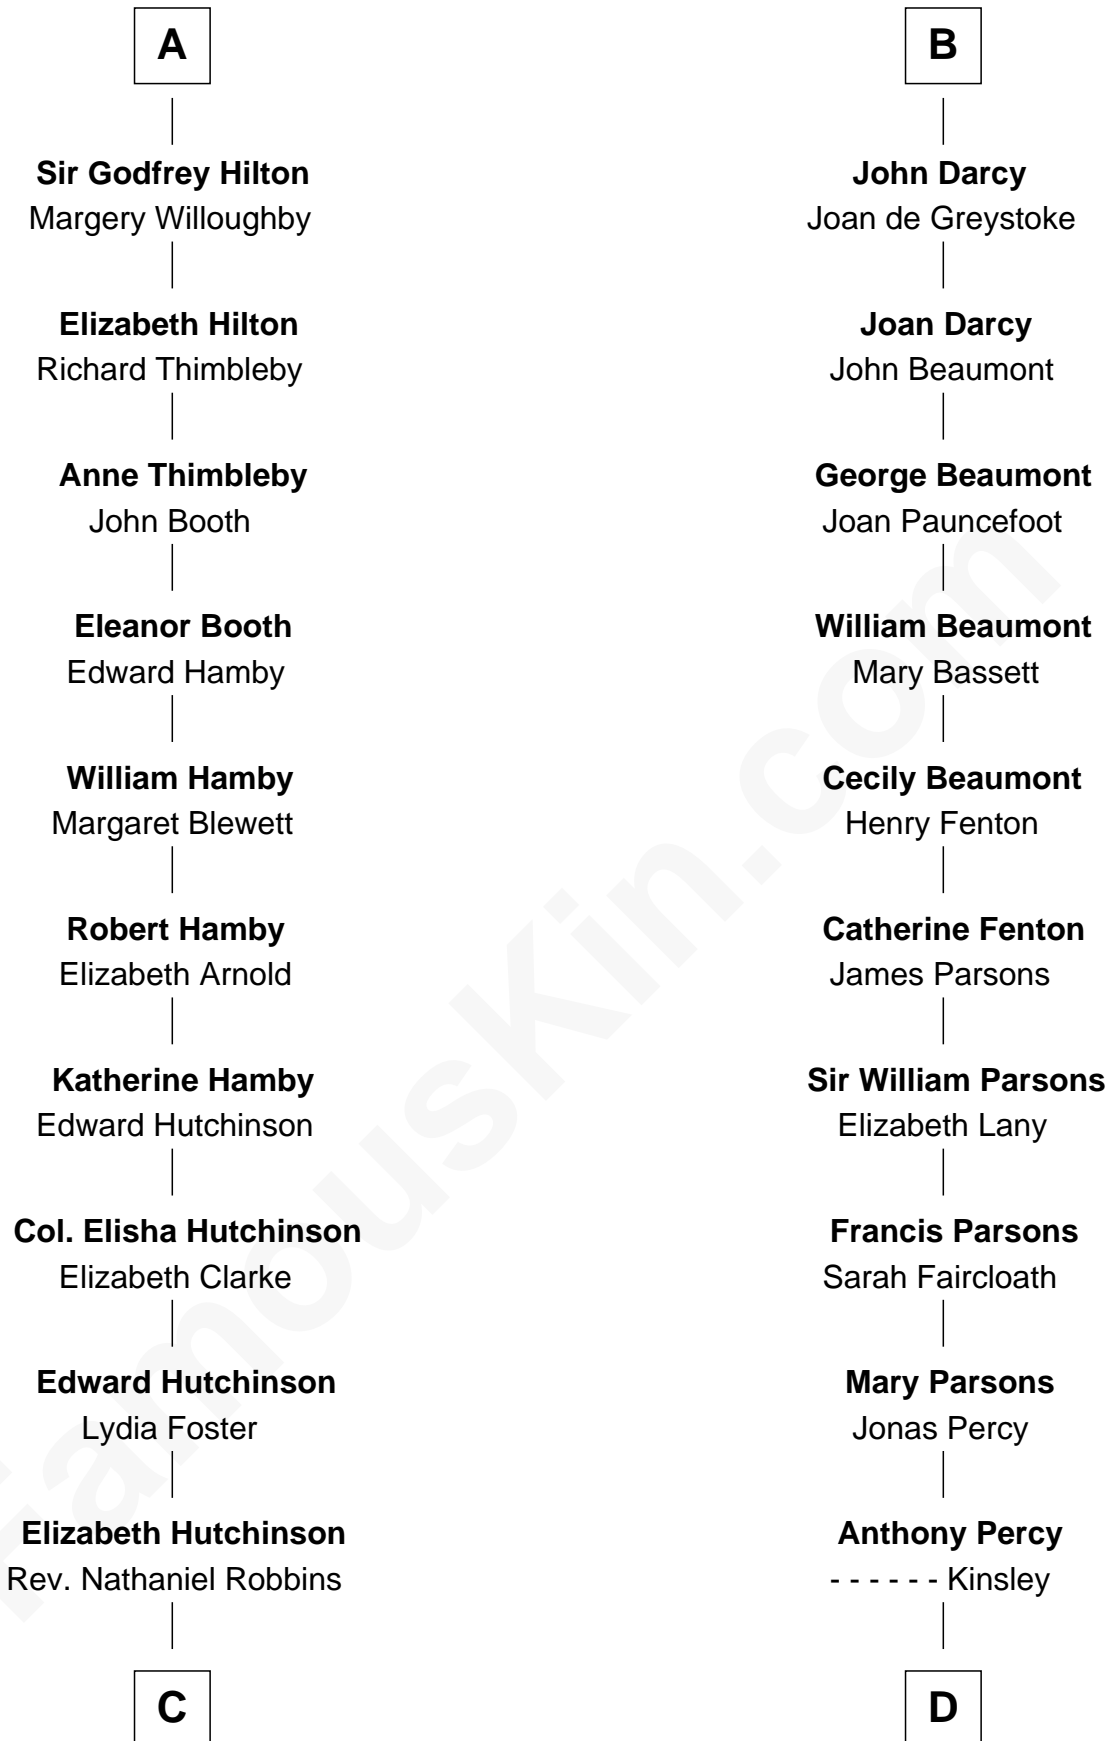 A
Sir Godfrey Hilton
Margery Willoughby
Elizabeth Hilton
Richard Thimbleby
Anne Thimbleby
John Booth
Eleanor Booth
Edward Hamby
William Hamby
Margaret Blewett
Robert Hamby
Elizabeth Arnold
Katherine Hamby
Edward Hutchinson
Col. Elisha Hutchinson
Elizabeth Clarke
Edward Hutchinson
Lydia Foster
Elizabeth Hutchinson
Rev. Nathaniel Robbins
C
B
John Darcy
Joan de Greystoke
Joan Darcy
John Beaumont
George Beaumont
Joan Pauncefoot
William Beaumont
Mary Bassett
Cecily Beaumont
Henry Fenton
Catherine Fenton
James Parsons
Sir William Parsons
Elizabeth Lany
Francis Parsons
Sarah Faircloath
Mary Parsons
Jonas Percy
Anthony Percy
- - - - - - Kinsley
D
FamousKin.com